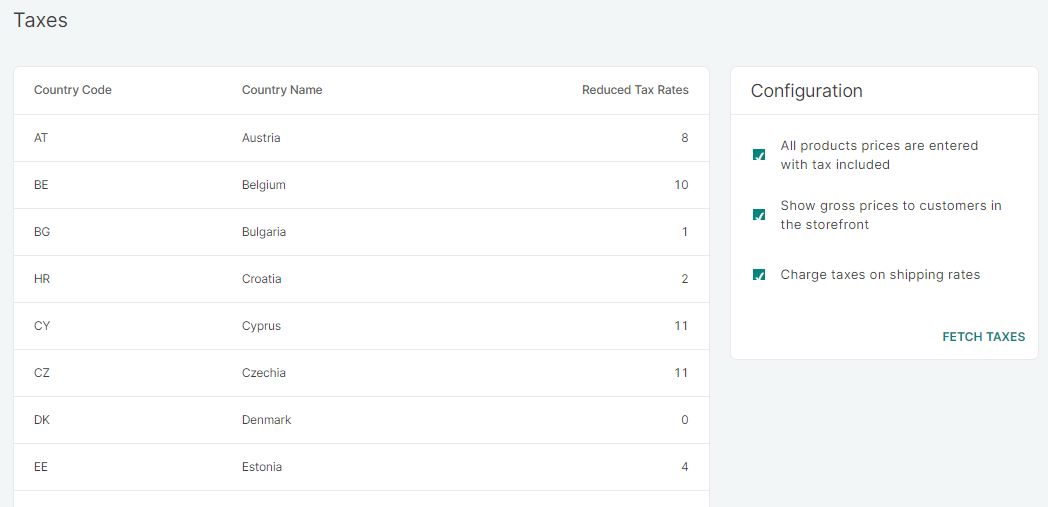 Taxes
Country Code Country Name Reduced Tax Rates
AT Austria 8
BE Belgium 10
BG Bulgaria 1
HR Croatia 2
CY Cyprus 11
CZ Czechia 11
DK Denmark 0
EE Estonia 4
Configuration
All products prices are entered
with tax included
Show gross prices to customers in
the storefront
Charge taxes on shipping rates
FETCH TAXES